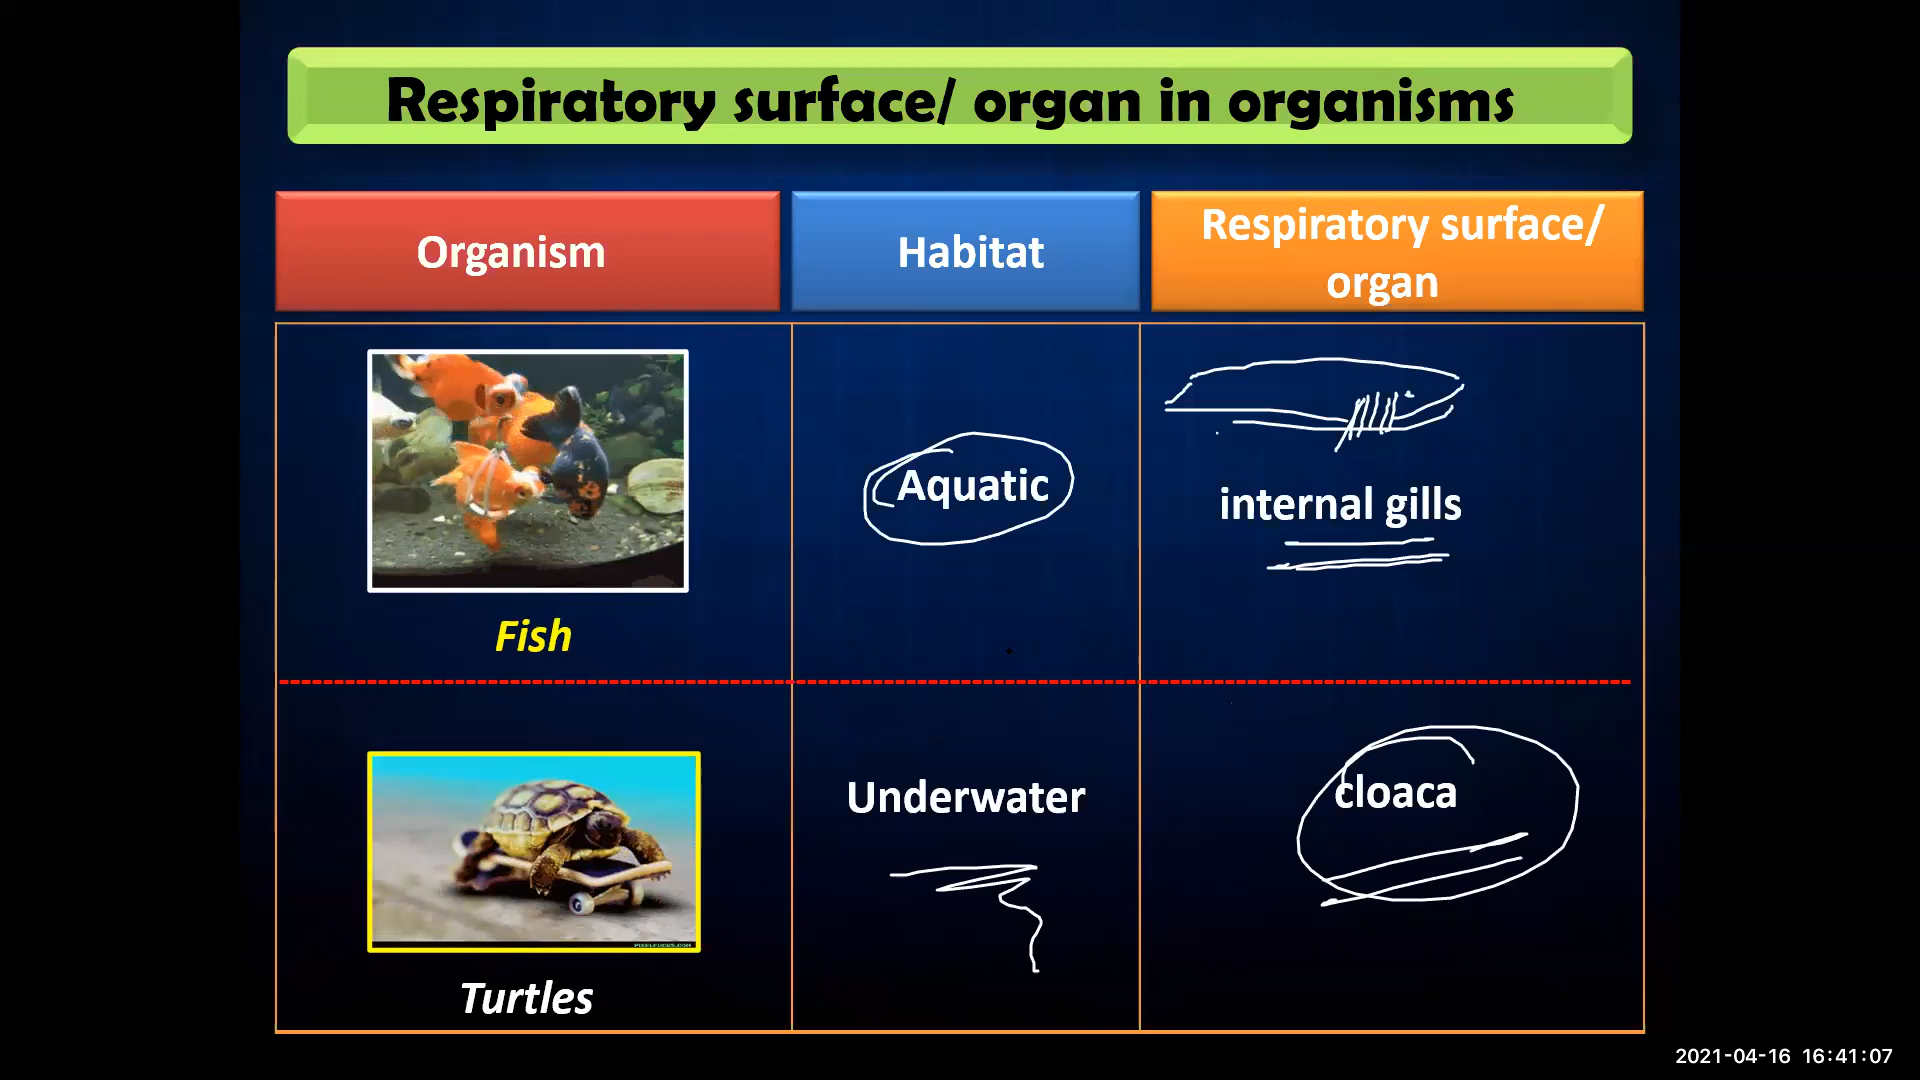 Respiratory surface/ organ in organisms
Organism
Habitat
Respiratory surface/
organ
Aquatic
internal gills
Fish
Underwater
cloaca
Turtles
2021-04-16 16:41:07